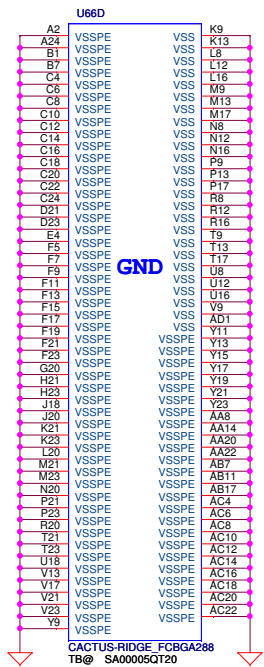 U66D
A2 VSSPE VSS K9
A24 VSSPE VSS K13
B1 VSSPE VSS L8
B7 VSSPE VSS L12
C4 VSSPE VSS L16
C6 VSSPE VSS M9
C8 VSSPE VSS M13
C10 VSSPE VSS M17
C12 VSSPE VSS N8
C14 VSSPE VSS N12
C16 VSSPE VSS N16
C18 VSSPE VSS P9
C20 VSSPE VSS P13
C22 VSSPE VSS P17
C24 VSSPE VSS R8
D21 VSSPE VSS R12
D23 VSSPE VSS R16
E4 VSSPE VSS T9
F5 VSSPE VSS T13
F7 VSSPE GND VSS T17
F9 VSSPE VSS U8
F11 VSSPE VSS U12
F13 VSSPE VSS U16
F15 VSSPE VSS V9
F17 VSSPE VSS AD1
F19 VSSPE VSSPE Y11
F21 VSSPE VSSPE Y13
F23 VSSPE VSSPE Y15
G20 VSSPE VSSPE Y17
H21 VSSPE VSSPE Y19
H23 VSSPE VSSPE Y21
J18 VSSPE VSSPE Y23
J20 VSSPE VSSPE AA8
K21 VSSPE VSSPE AA14
K23 VSSPE VSSPE AA20
L20 VSSPE VSSPE AA22
M21 VSSPE VSSPE AB7
M23 VSSPE VSSPE AB11
N20 VSSPE VSSPE AB17
P21 VSSPE VSSPE AC4
P23 VSSPE VSSPE AC6
R20 VSSPE VSSPE AC8
T21 VSSPE VSSPE AC10
T23 VSSPE VSSPE AC12
U18 VSSPE VSSPE AC14
V13 VSSPE VSSPE AC16
V17 VSSPE VSSPE AC18
V21 VSSPE VSSPE AC20
V23 VSSPE VSSPE AC22
Y9 VSSPE
CACTUS-RIDGE_FCBGA288
TB@ SA00005QT20